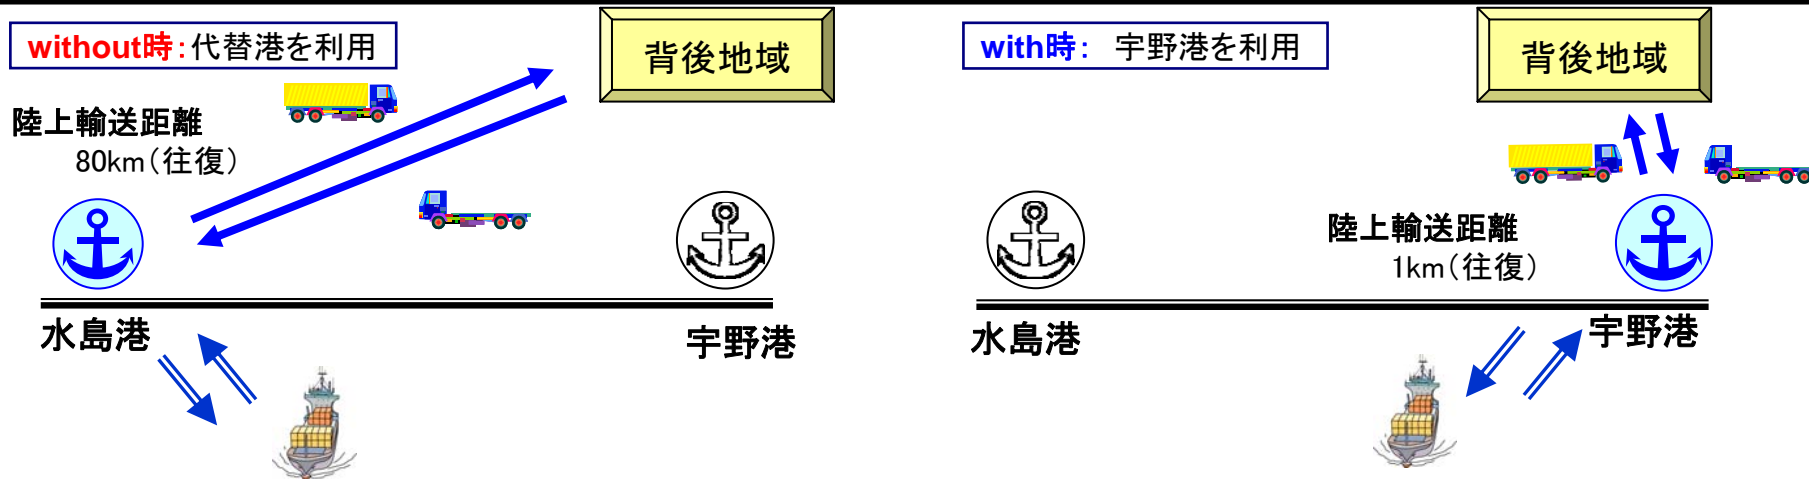 without時：代替港を利用
背後地域
陸上輸送距離
80km（往復）
水島港
宇野港
with時：　宇野港を利用
背後地域
陸上輸送距離
1km（往復）
水島港
宇野港